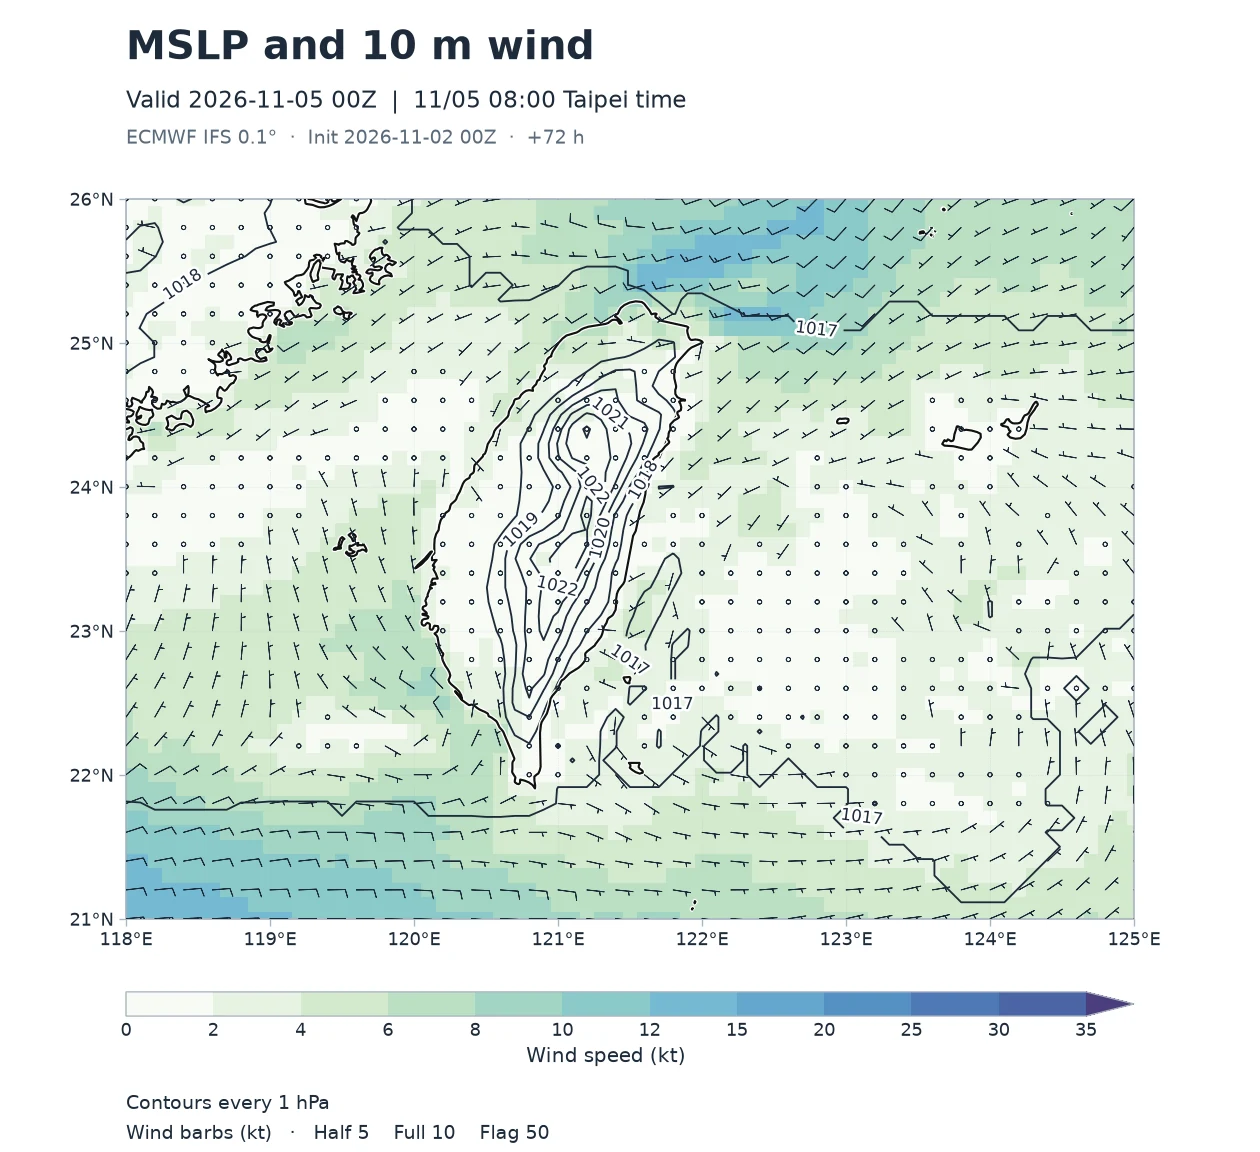 MSLP and 10 m wind
Valid 2026-11-05 00Z | 11/05 08:00 Taipei time
ECMWF IFS 0.1° · Init 2026-11-02 00Z · +72 h
26°N
1018
1017
25°N
1021
1018
1022
24°N
1019
1020
1022
23°N
1017
1017
22°N
1017
21°N
118°E 119°E 120°E 121°E 122°E 123°E 124°E 125°E
0 2 4 6 8 10 12 15 20 25 30 35
Wind speed (kt)
Contours every 1 hPa
Wind barbs (kt) · Half 5 Full 10 Flag 50